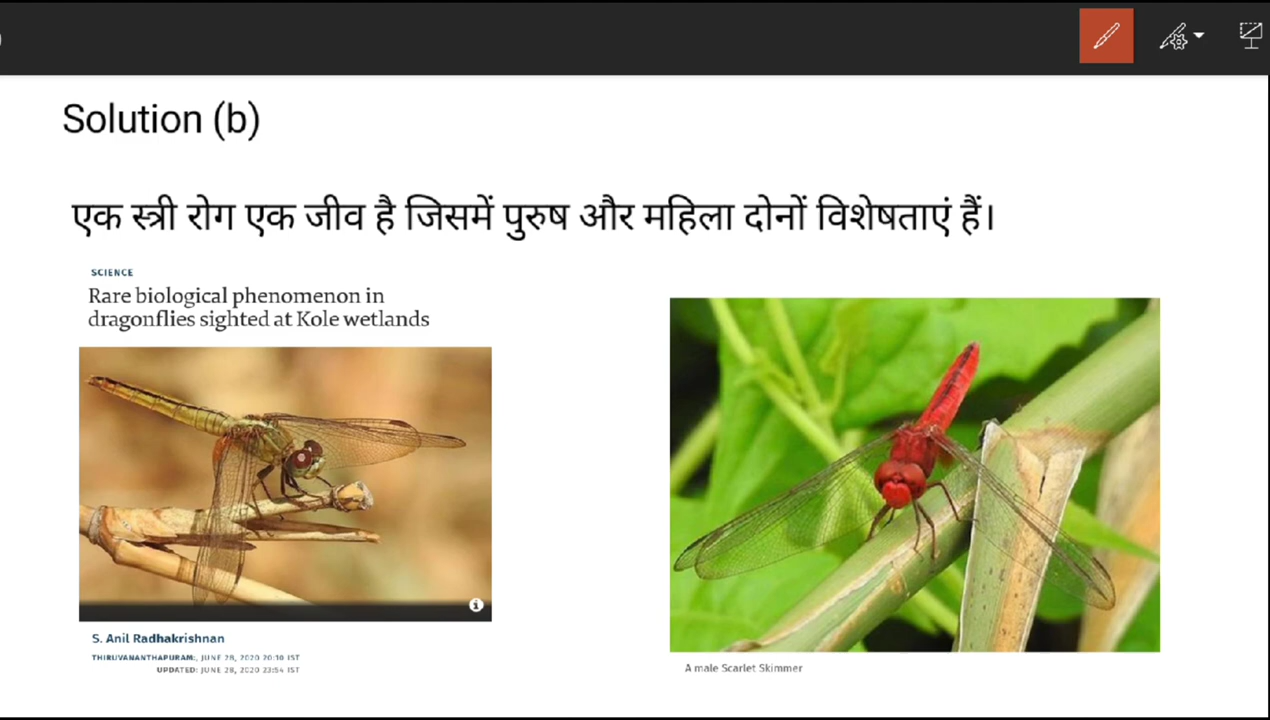 Solution (b)
एक स्त्री रोग एक जीव है जिसमें पुरुष और महिला दोनों विशेषताएं हैं।
SCIENCE
Rare biological phenomenon in
dragonflies sighted at Kole wetlands
S. Anil Radhakrishnan
THIRUVANANTHAPURAM:, JUNE 28, 2020 20:10 IST
UPDATED: JUNE 28, 2020 23:54 IST
A male Scarlet Skimmer